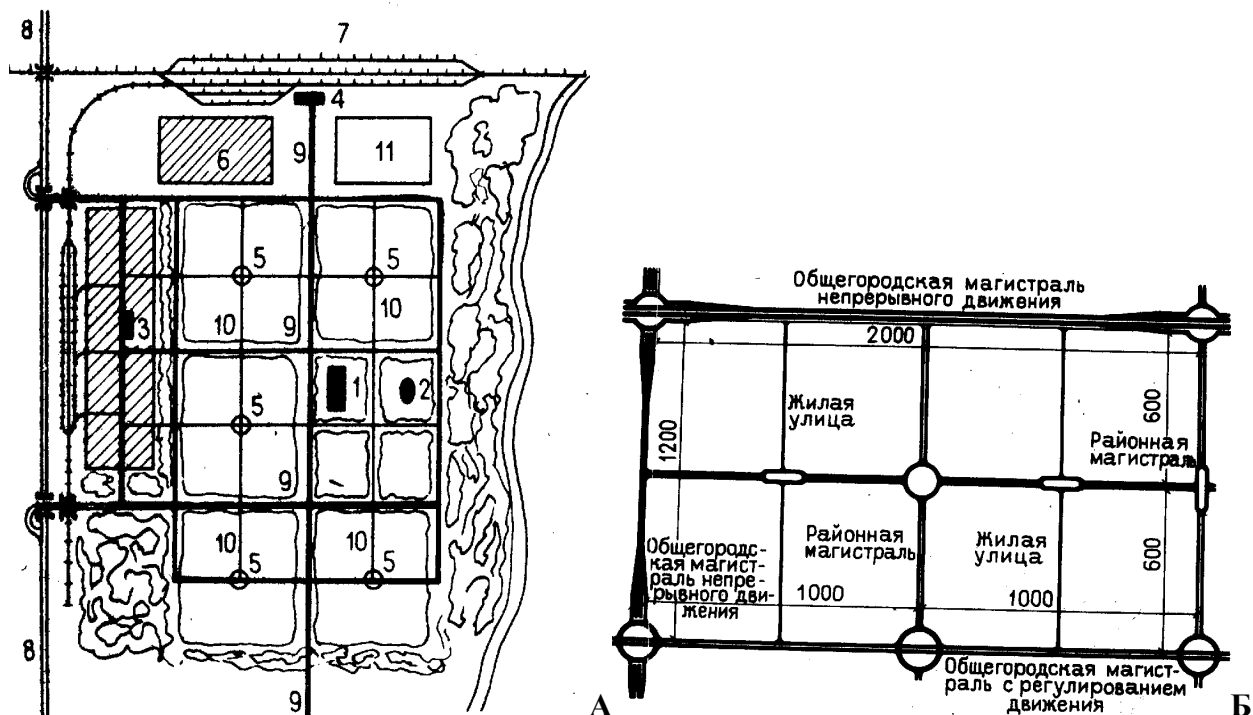 8
7
4
6
9
11
5
5
10
10
9
3
1
2
5
9
10
5
10
5
8
9
А
Общегородская магистраль
непрерывного движения
2000
Жилая
улица
1200
600
Районная
магистраль
Общегородс-
кая магист-
раль непре-
рывного дви-
жения
Районная
магистраль
Жилая
улица
600
1000
1000
Общегородская магист-
раль с регулированием
движения
Б